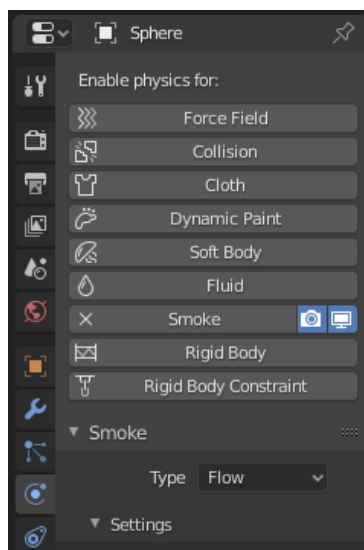 Sphere
Enable physics for:
Force Field
Collision
Cloth
Dynamic Paint
Soft Body
Fluid
Smoke
Rigid Body
Rigid Body Constraint
Smoke
Type Flow
Settings